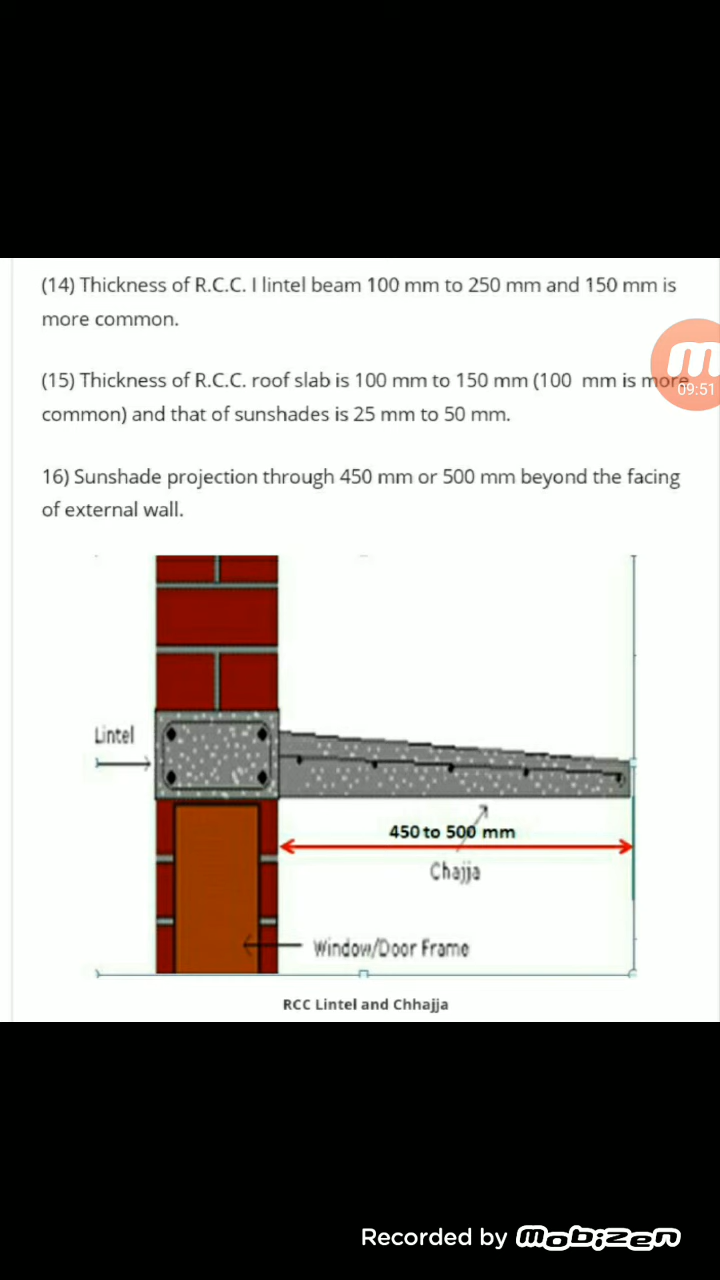 (14) Thickness of R.C.C. I lintel beam 100 mm to 250 mm and 150 mm is
more common.
(15) Thickness of R.C.C. roof slab is 100 mm to 150 mm (100 mm is more
common) and that of sunshades is 25 mm to 50 mm.
09:51
16) Sunshade projection through 450 mm or 500 mm beyond the facing
of external wall.
Lintel
450 to 500 mm
Chajja
Window/Door Frame
RCC Lintel and Chhajja
Recorded by mobizen